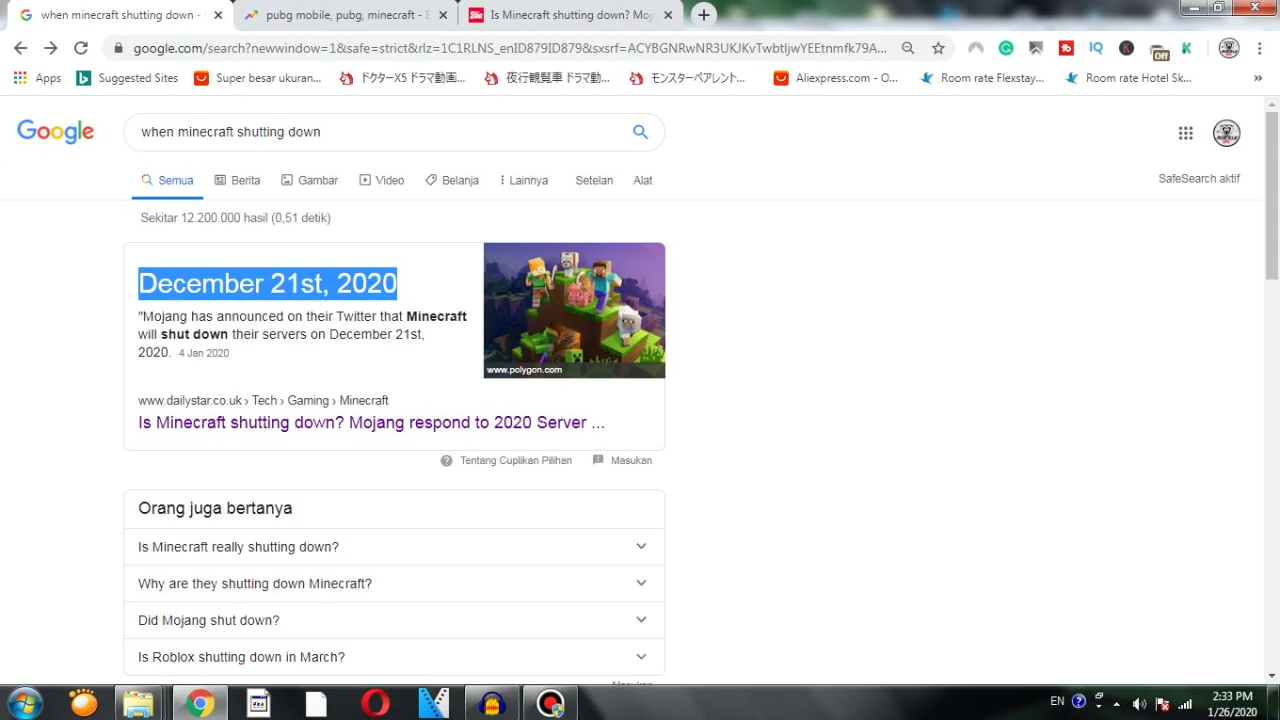 when minecraft shutting down -
pubg mobile, pubg, minecraft - E
Is Minecraft shutting down? Moja
google.com/search?newwindow=1&safe=strict&rlz=1C1RLNS_enID879ID879&sxsrf=ACYBGNRwNR3UKJKvTwbtIjwYEEtnmfk79A...
Off
Apps
Suggested Sites
Super besar ukuran...
ドクターX5 ドラマ動画...
夜行観覧車 ドラマ動...
モンスターペアレント...
Aliexpress.com - O...
Room rate Flexstay...
Room rate Hotel Sk...
Google
when minecraft shutting down
Semua
Berita
Gambar
Video
Belanja
Lainnya
Setelan
Alat
SafeSearch aktif
Sekitar 12.200.000 hasil (0,51 detik)
December 21st, 2020
"Mojang has announced on their Twitter that Minecraft
will shut down their servers on December 21st,
2020. 4 Jan 2020
www.polygon.com
www.dailystar.co.uk › Tech › Gaming › Minecraft
Is Minecraft shutting down? Mojang respond to 2020 Server ...
Tentang Cuplikan Pilihan
Masukan
Orang juga bertanya
Is Minecraft really shutting down?
Why are they shutting down Minecraft?
Did Mojang shut down?
Is Roblox shutting down in March?
EN
2:33 PM
1/26/2020